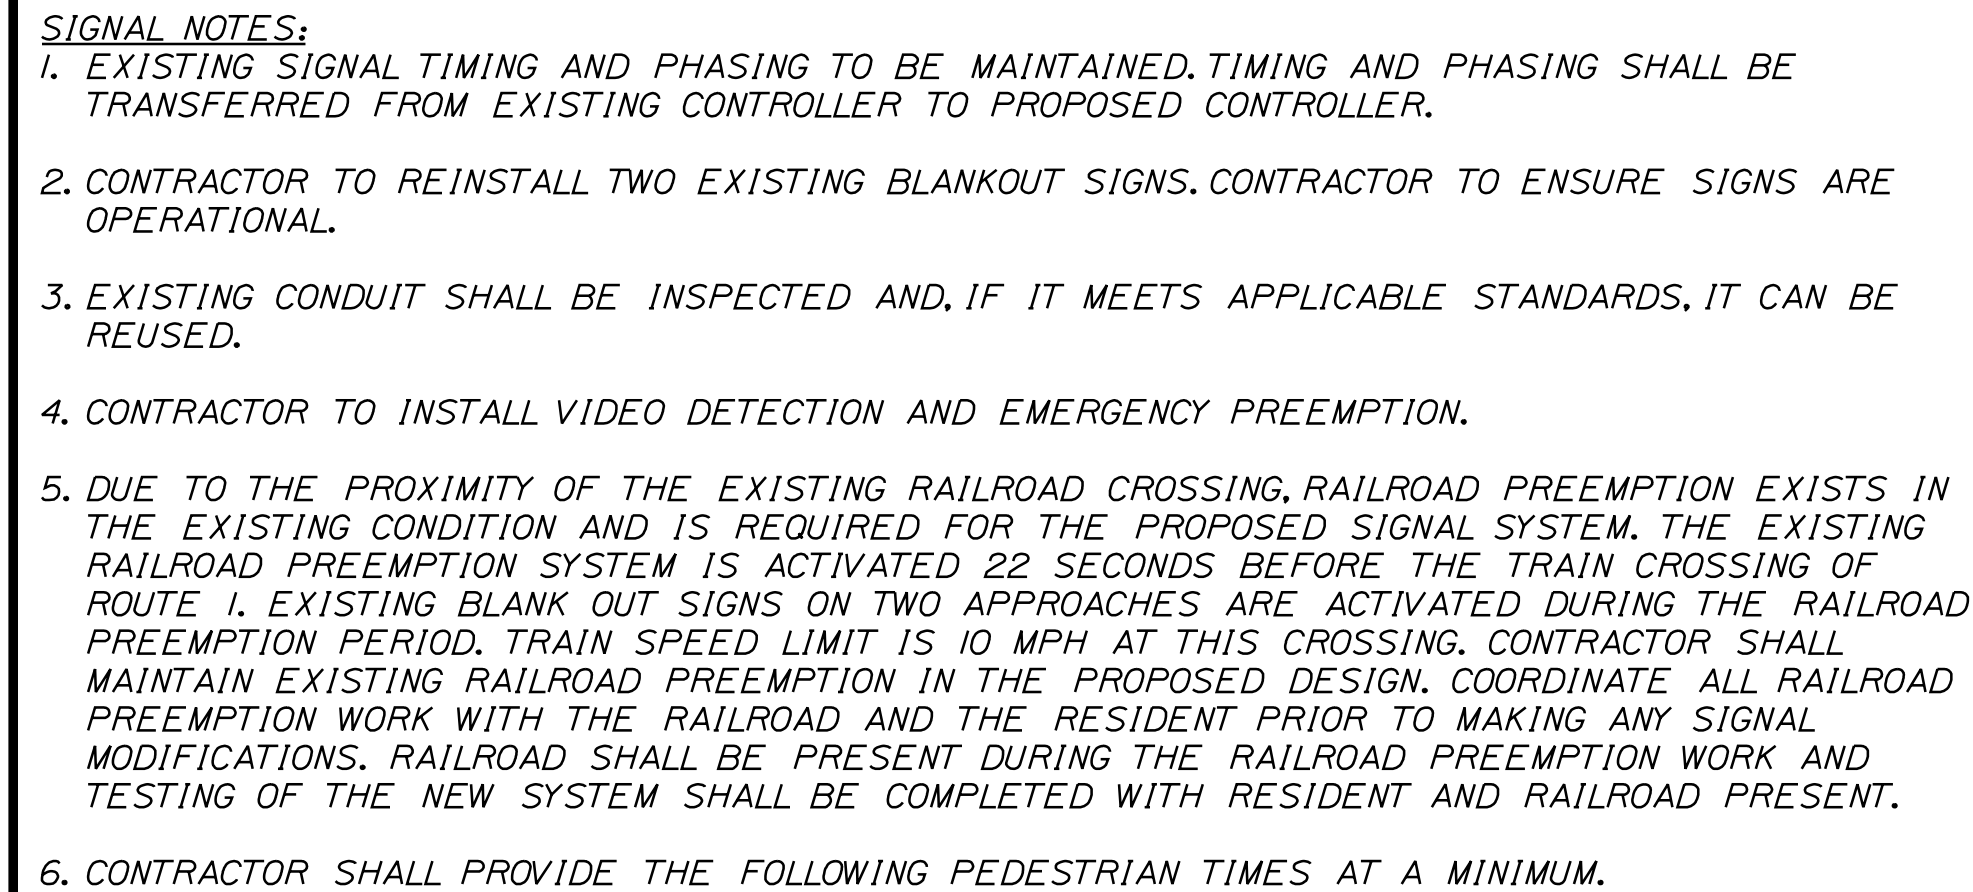 SIGNAL NOTES:
1. EXISTING SIGNAL TIMING AND PHASING TO BE MAINTAINED. TIMING AND PHASING SHALL BE
TRANSFERRED FROM EXISTING CONTROLLER TO PROPOSED CONTROLLER.
2. CONTRACTOR TO REINSTALL TWO EXISTING BLANKOUT SIGNS. CONTRACTOR TO ENSURE SIGNS ARE
OPERATIONAL.
3. EXISTING CONDUIT SHALL BE INSPECTED AND, IF IT MEETS APPLICABLE STANDARDS, IT CAN BE
REUSED.
4. CONTRACTOR TO INSTALL VIDEO DETECTION AND EMERGENCY PREEMPTION.
5. DUE TO THE PROXIMITY OF THE EXISTING RAILROAD CROSSING, RAILROAD PREEMPTION EXISTS IN
THE EXISTING CONDITION AND IS REQUIRED FOR THE PROPOSED SIGNAL SYSTEM. THE EXISTING
RAILROAD PREEMPTION SYSTEM IS ACTIVATED 22 SECONDS BEFORE THE TRAIN CROSSING OF
ROUTE 1. EXISTING BLANK OUT SIGNS ON TWO APPROACHES ARE ACTIVATED DURING THE RAILROAD
PREEMPTION PERIOD. TRAIN SPEED LIMIT IS 10 MPH AT THIS CROSSING. CONTRACTOR SHALL
MAINTAIN EXISTING RAILROAD PREEMPTION IN THE PROPOSED DESIGN. COORDINATE ALL RAILROAD
PREEMPTION WORK WITH THE RAILROAD AND THE RESIDENT PRIOR TO MAKING ANY SIGNAL
MODIFICATIONS. RAILROAD SHALL BE PRESENT DURING THE RAILROAD PREEMPTION WORK AND
TESTING OF THE NEW SYSTEM SHALL BE COMPLETED WITH RESIDENT AND RAILROAD PRESENT.
6. CONTRACTOR SHALL PROVIDE THE FOLLOWING PEDESTRIAN TIMES AT A MINIMUM.